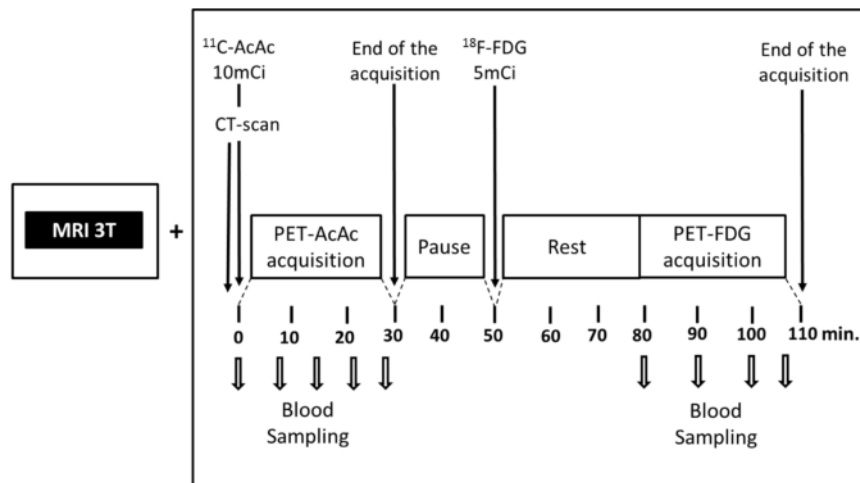 ¹¹C-AcAc
10mCi
CT-scan
End of the
acquisition
¹⁸F-FDG
5mCi
End of the
acquisition
MRI 3T
+
PET-AcAc
acquisition
Pause
Rest
PET-FDG
acquisition
0 10 20 30 40 50 60 70 80 90 100 110 min.
Blood
Sampling
Blood
Sampling